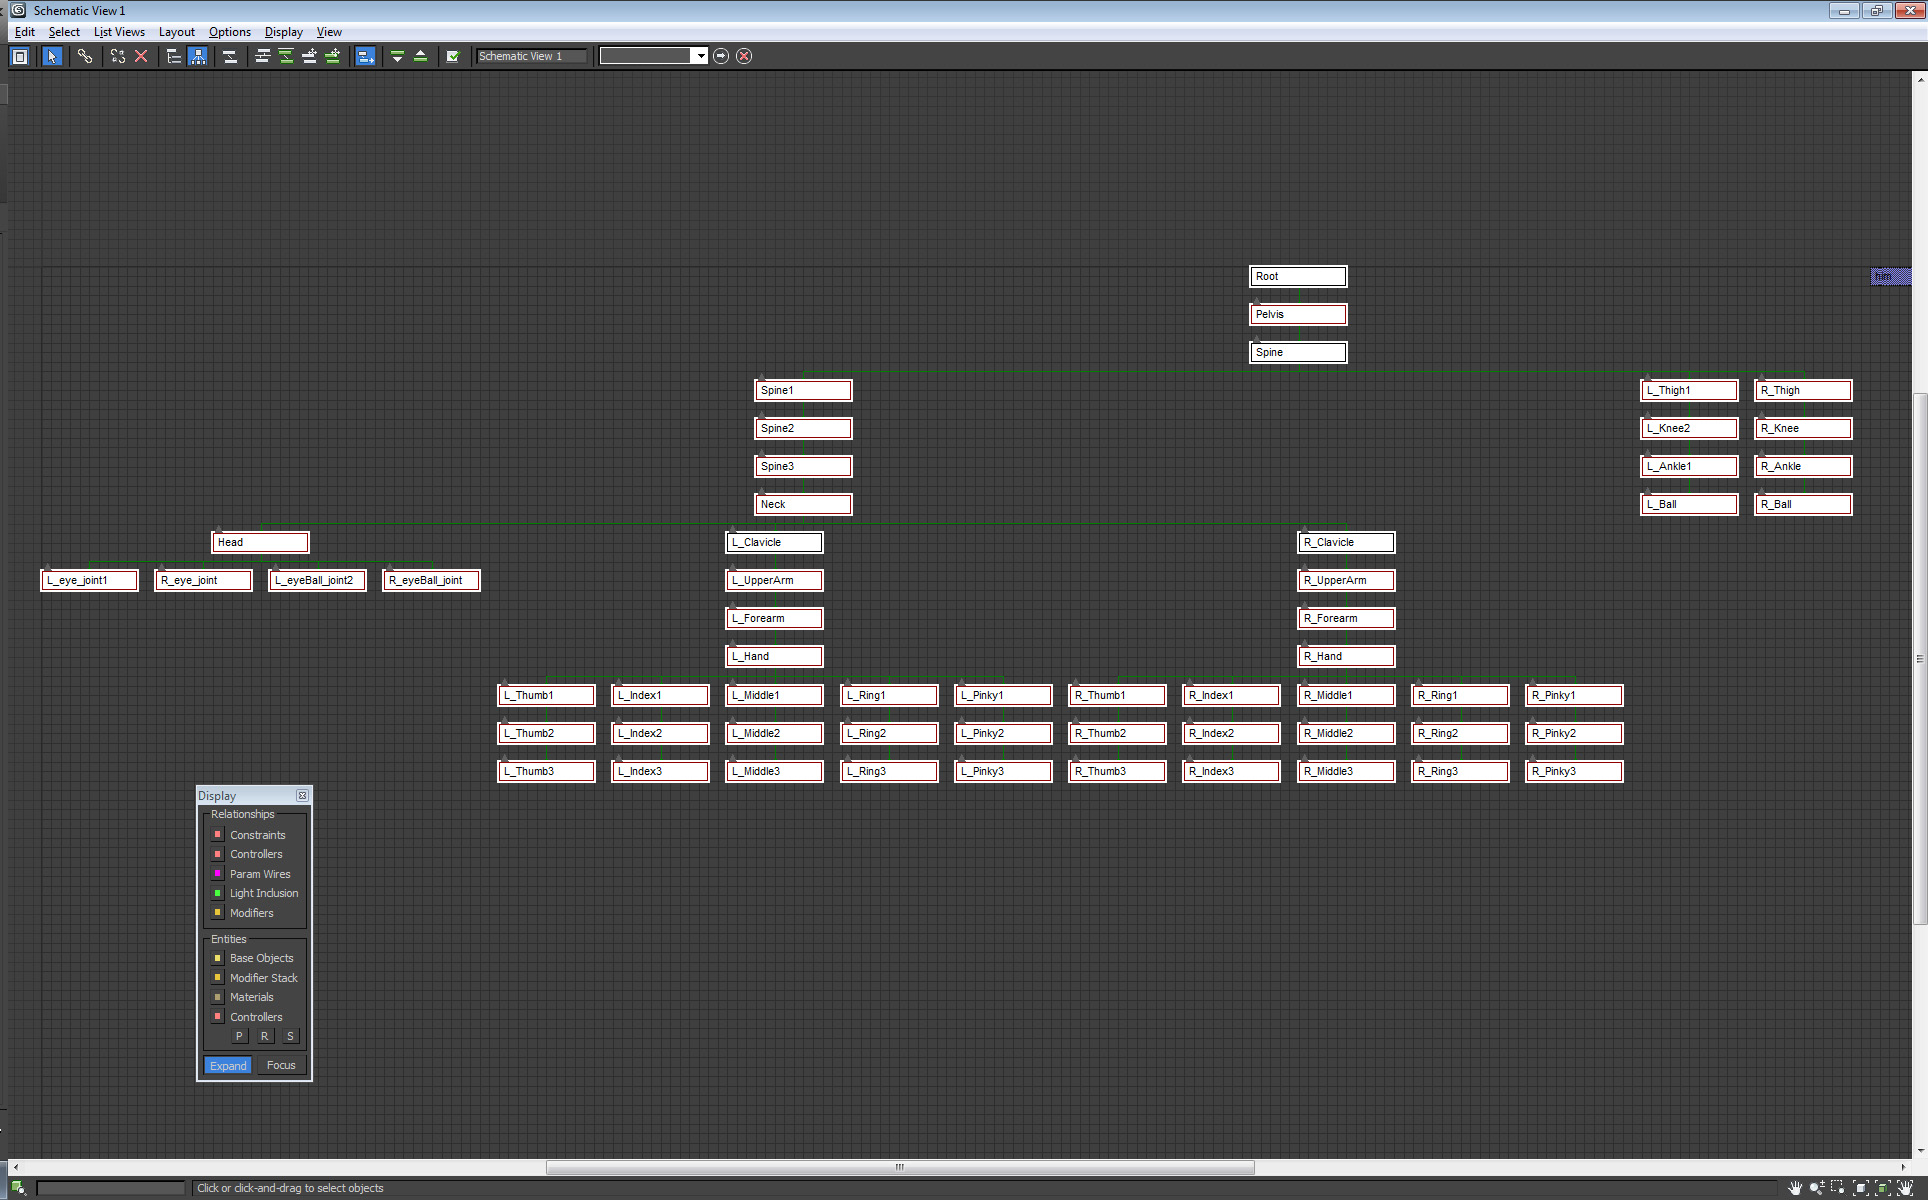 Schematic View 1
Edit Select List Views Layout Options Display View
Schematic View 1
Root
Pelvis
Spine
Spine1 L_Thigh1 R_Thigh
Spine2 L_Knee2 R_Knee
Spine3 L_Ankle1 R_Ankle
Neck L_Ball R_Ball
Head L_Clavicle R_Clavicle
L_eye_joint1 R_eye_joint L_eyeBall_joint2 R_eyeBall_joint L_UpperArm R_UpperArm
L_Forearm R_Forearm
L_Hand R_Hand
L_Thumb1 L_Index1 L_Middle1 L_Ring1 L_Pinky1 R_Thumb1 R_Index1 R_Middle1 R_Ring1 R_Pinky1
L_Thumb2 L_Index2 L_Middle2 L_Ring2 L_Pinky2 R_Thumb2 R_Index2 R_Middle2 R_Ring2 R_Pinky2
L_Thumb3 L_Index3 L_Middle3 L_Ring3 L_Pinky3 R_Thumb3 R_Index3 R_Middle3 R_Ring3 R_Pinky3
Display
Relationships
Constraints
Controllers
Param Wires
Light Inclusion
Modifiers
Entities
Base Objects
Modifier Stack
Materials
Controllers
P R S
Expand Focus
Click or click-and-drag to select objects